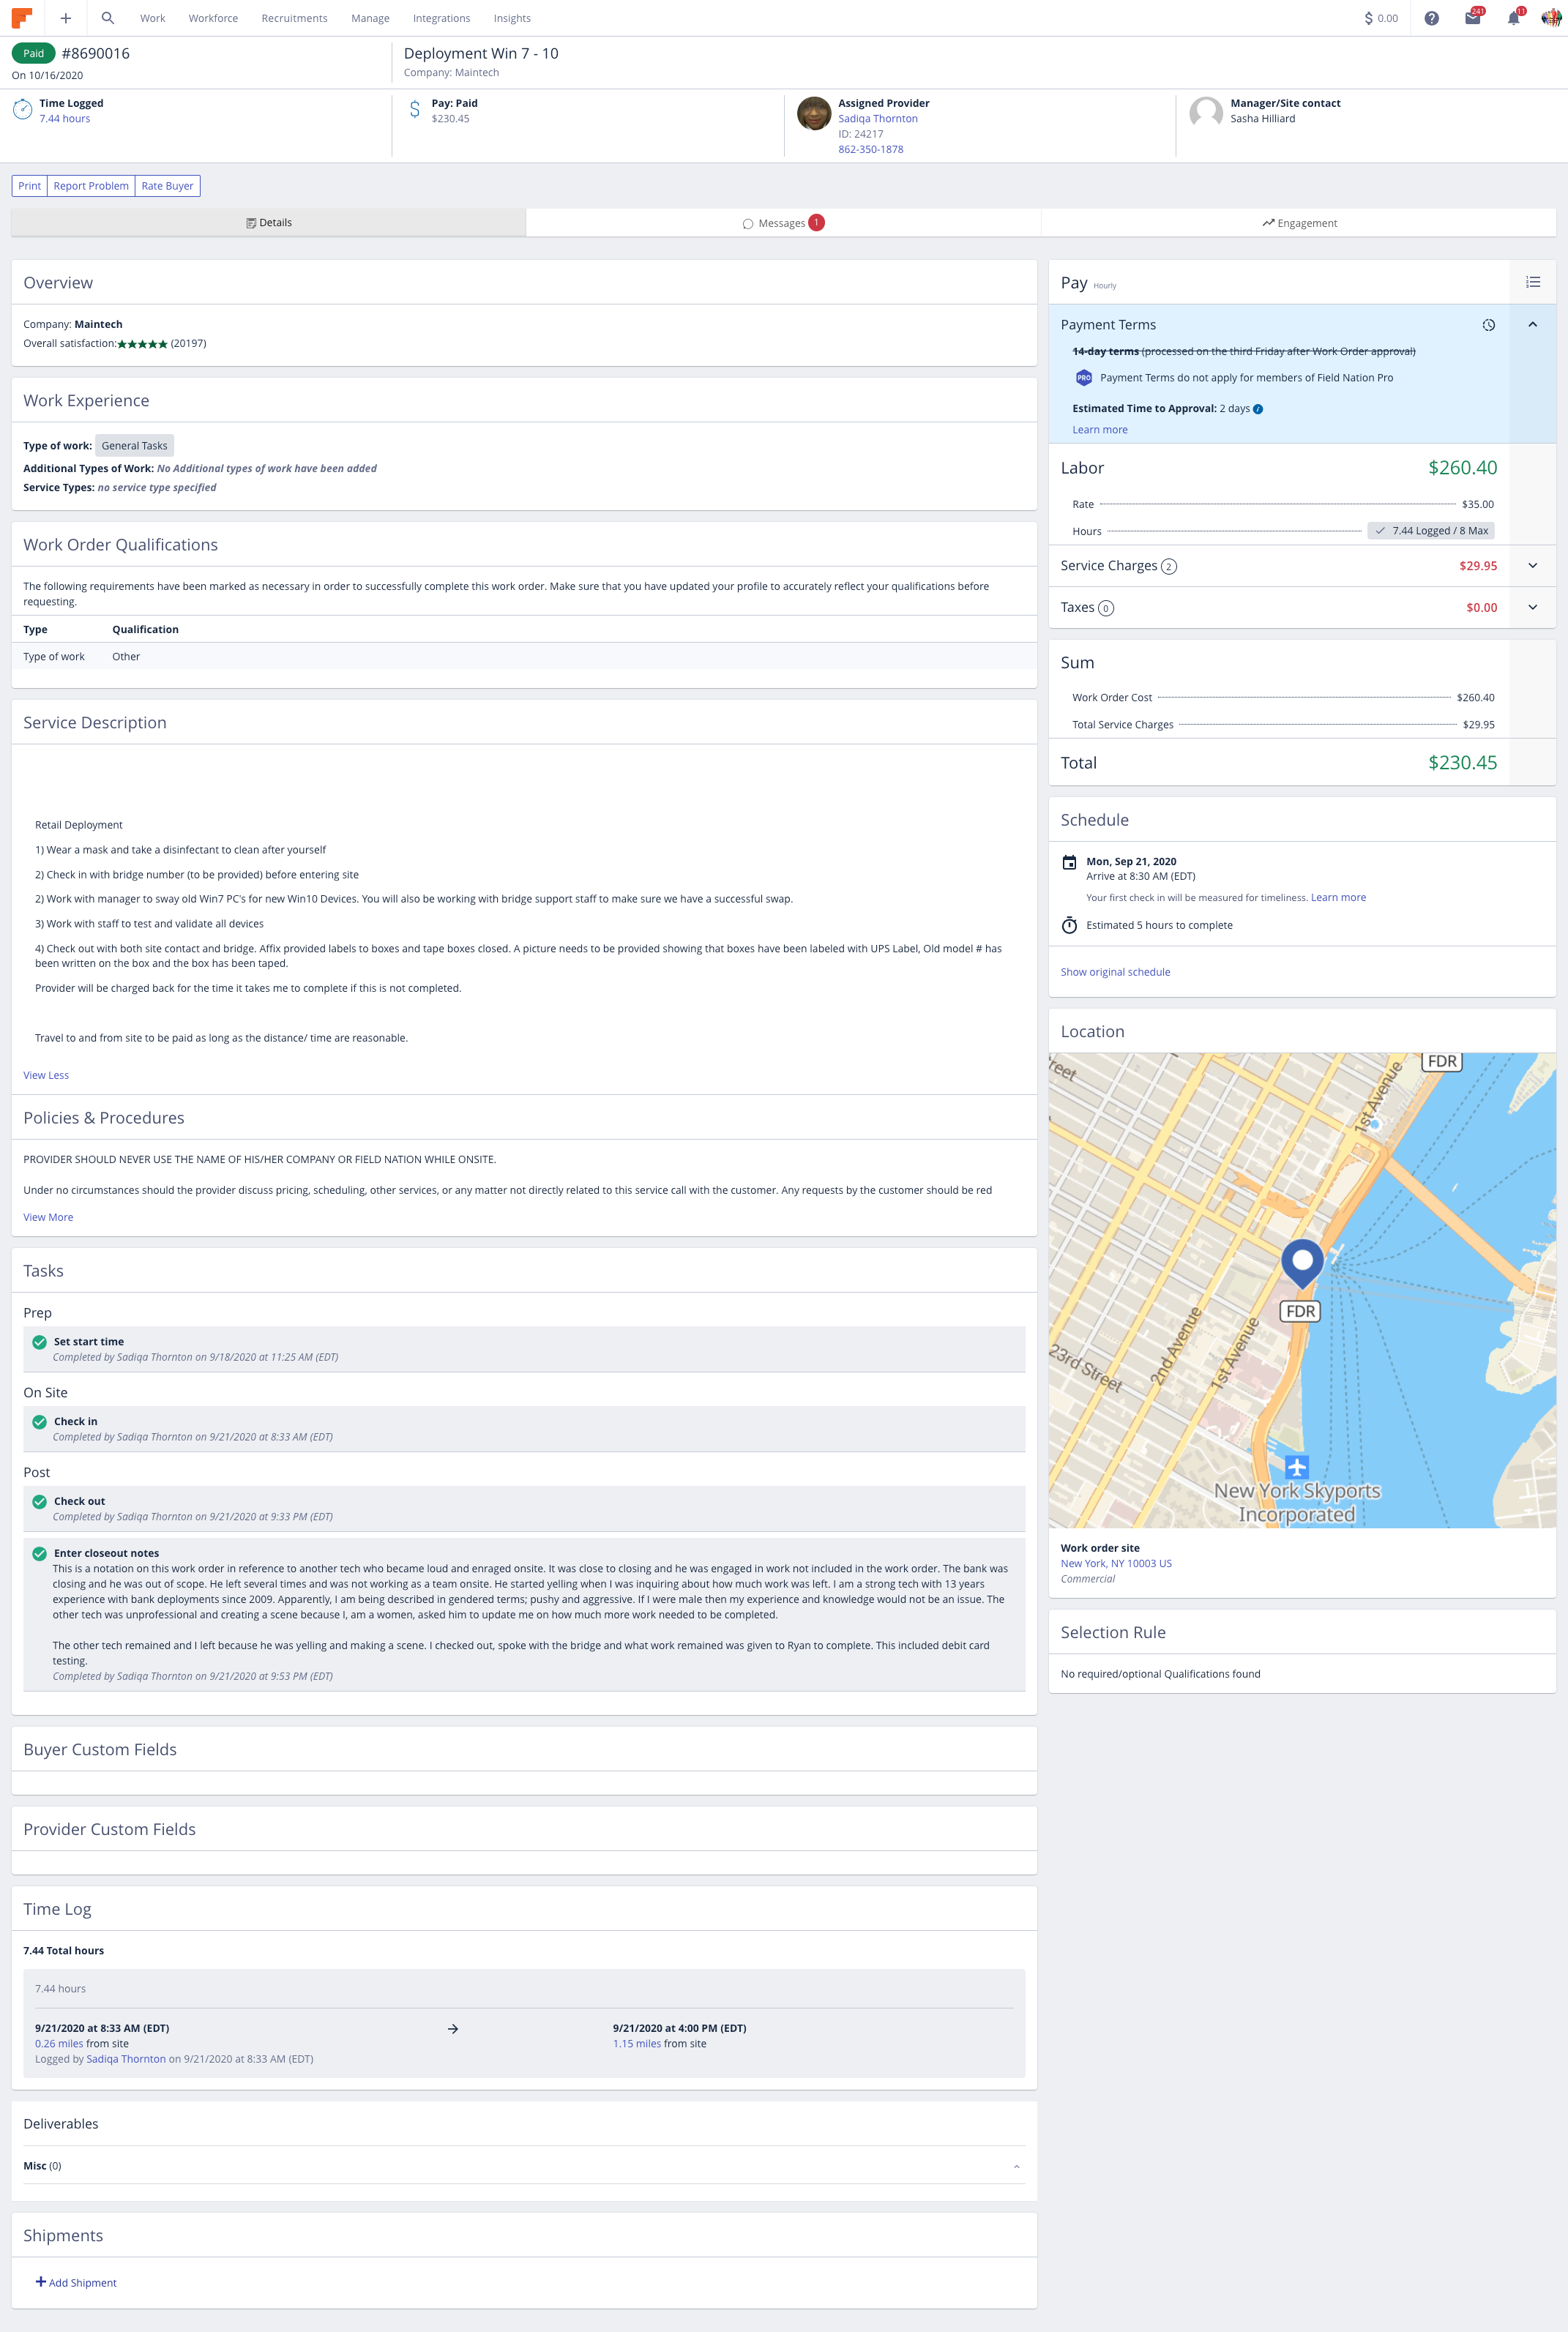 Work Workforce Recruitments Manage Integrations Insights
$ 0.00 241 11
Paid #8690016
On 10/16/2020
Deployment Win 7 - 10
Company: Maintech
Time Logged
7.44 hours
Pay: Paid
$230.45
Assigned Provider
Sadiqa Thornton
ID: 24217
862-350-1878
Manager/Site contact
Sasha Hilliard
Print Report Problem Rate Buyer
Details Messages 1 Engagement
Overview
Company: Maintech
Overall satisfaction:★★★★★ (20197)
Work Experience
Type of work: General Tasks
Additional Types of Work: No Additional types of work have been added
Service Types: no service type specified
Work Order Qualifications
The following requirements have been marked as necessary in order to successfully complete this work order. Make sure that you have updated your profile to accurately reflect your qualifications before
requesting.
Type Qualification
Type of work Other
Service Description
Retail Deployment
1) Wear a mask and take a disinfectant to clean after yourself
2) Check in with bridge number (to be provided) before entering site
2) Work with manager to sway old Win7 PC's for new Win10 Devices. You will also be working with bridge support staff to make sure we have a successful swap.
3) Work with staff to test and validate all devices
4) Check out with both site contact and bridge. Affix provided labels to boxes and tape boxes closed. A picture needs to be provided showing that boxes have been labeled with UPS Label, Old model # has
been written on the box and the box has been taped.
Provider will be charged back for the time it takes me to complete if this is not completed.
Travel to and from site to be paid as long as the distance/ time are reasonable.
View Less
Policies & Procedures
PROVIDER SHOULD NEVER USE THE NAME OF HIS/HER COMPANY OR FIELD NATION WHILE ONSITE.
Under no circumstances should the provider discuss pricing, scheduling, other services, or any matter not directly related to this service call with the customer. Any requests by the customer should be red
View More
Tasks
Prep
Set start time
Completed by Sadiqa Thornton on 9/18/2020 at 11:25 AM (EDT)
On Site
Check in
Completed by Sadiqa Thornton on 9/21/2020 at 8:33 AM (EDT)
Post
Check out
Completed by Sadiqa Thornton on 9/21/2020 at 9:33 PM (EDT)
Enter closeout notes
This is a notation on this work order in reference to another tech who became loud and enraged onsite. It was close to closing and he was engaged in work not included in the work order. The bank was
closing and he was out of scope. He left several times and was not working as a team onsite. He started yelling when I was inquiring about how much work was left. I am a strong tech with 13 years
experience with bank deployments since 2009. Apparently, I am being described in gendered terms; pushy and aggressive. If I were male then my experience and knowledge would not be an issue. The
other tech was unprofessional and creating a scene because I, am a women, asked him to update me on how much more work needed to be completed.
The other tech remained and I left because he was yelling and making a scene. I checked out, spoke with the bridge and what work remained was given to Ryan to complete. This included debit card
testing.
Completed by Sadiqa Thornton on 9/21/2020 at 9:53 PM (EDT)
Buyer Custom Fields
Provider Custom Fields
Time Log
7.44 Total hours
7.44 hours
9/21/2020 at 8:33 AM (EDT) 9/21/2020 at 4:00 PM (EDT)
0.26 miles from site 1.15 miles from site
Logged by Sadiqa Thornton on 9/21/2020 at 8:33 AM (EDT)
Deliverables
Misc (0)
Shipments
Add Shipment
Pay Hourly
Payment Terms
14-day terms (processed on the third Friday after Work Order approval)
PRO Payment Terms do not apply for members of Field Nation Pro
Estimated Time to Approval: 2 days
Learn more
Labor $260.40
Rate $35.00
Hours 7.44 Logged / 8 Max
Service Charges 2 $29.95
Taxes 0 $0.00
Sum
Work Order Cost $260.40
Total Service Charges $29.95
Total $230.45
Schedule
Mon, Sep 21, 2020
Arrive at 8:30 AM (EDT)
Your first check in will be measured for timeliness. Learn more
Estimated 5 hours to complete
Show original schedule
Location
FDR
reet
1st Avenue
FDR
2nd Avenue
1st Avenue
23rd Street
New York Skyports
Incorporated
Work order site
New York, NY 10003 US
Commercial
Selection Rule
No required/optional Qualifications found